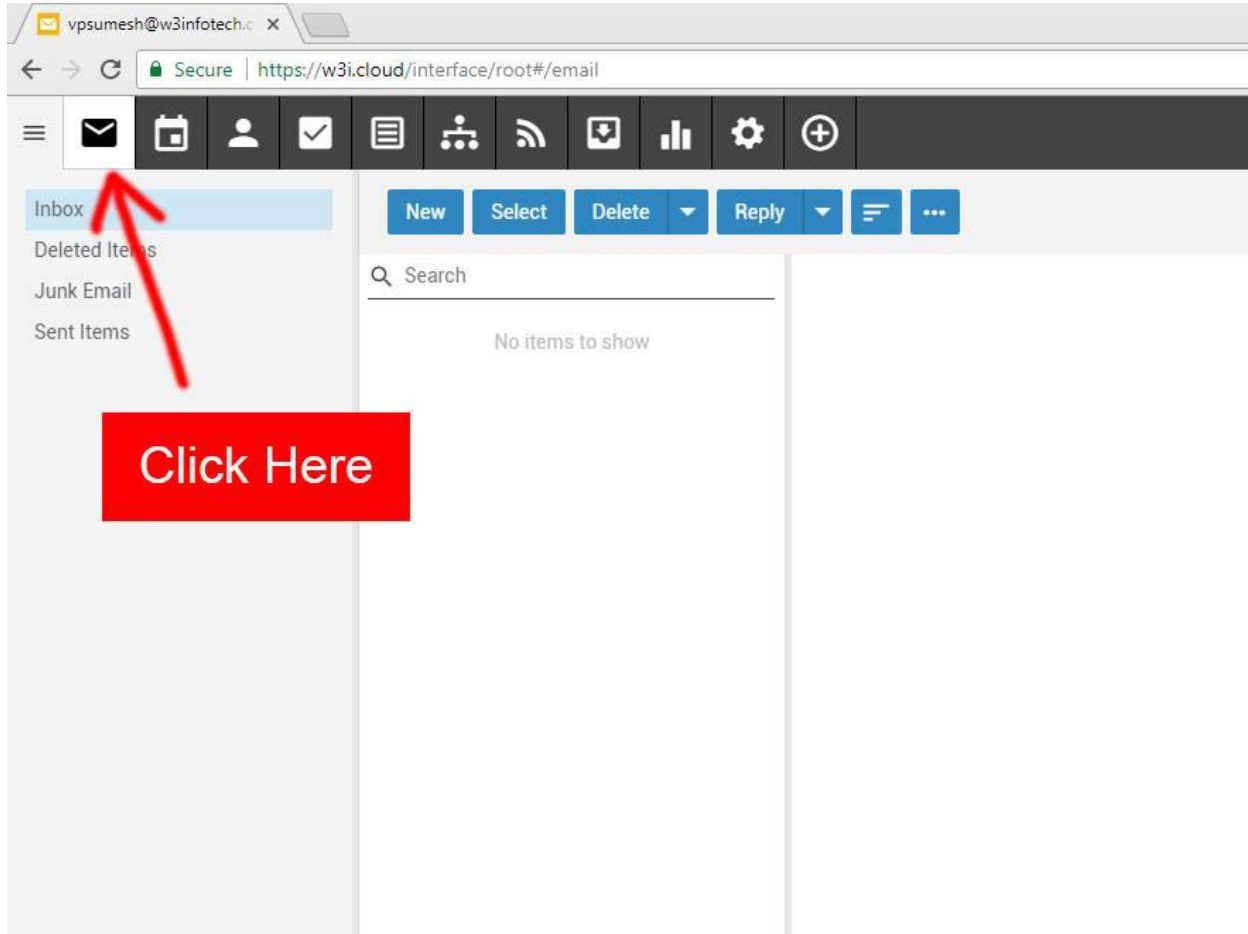 vpsumesh@w3infotech.c
Secure | https://w3i.cloud/interface/root#/email
Inbox
Deleted Items
Junk Email
Sent Items
New Select Delete Reply
Search
No items to show
Click Here